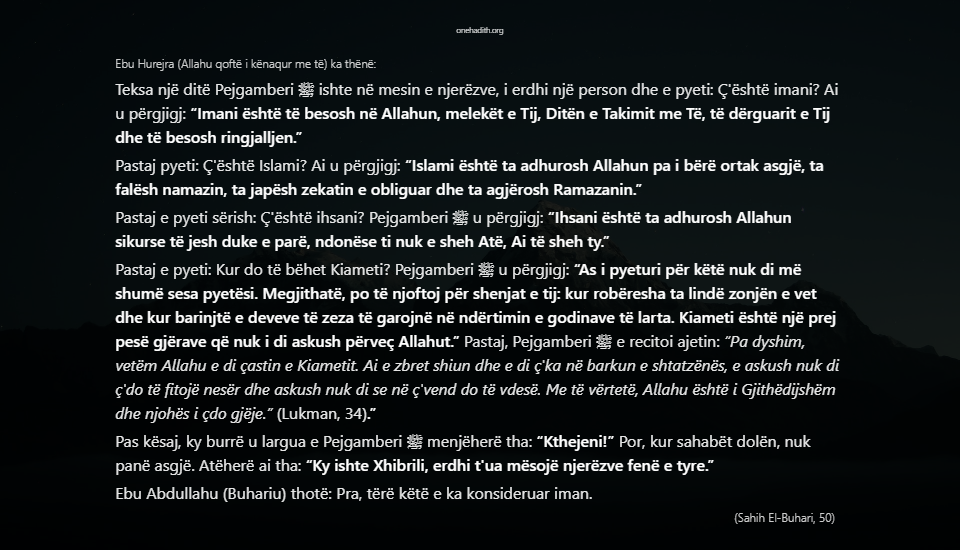 onehadith.org
Ebu Hurejra (Allahu qoftë i kënaqur me të) ka thënë:
Teksa një ditë Pejgamberi ﷺ ishte në mesin e njerëzve, i erdhi një person dhe e pyeti: Ç'është imani? Ai
u përgjigj: “Imani është të besosh në Allahun, melekët e Tij, Ditën e Takimit me Të, të dërguarit e Tij
dhe të besosh ringjalljen.”
Pastaj pyeti: Ç'është Islami? Ai u përgjigj: “Islami është ta adhurosh Allahun pa i bërë ortak asgjë, ta
falësh namazin, ta japësh zekatin e obliguar dhe ta agjërosh Ramazanin.”
Pastaj e pyeti sërish: Ç'është ihsani? Pejgamberi ﷺ u përgjigj: “Ihsani është ta adhurosh Allahun
sikurse të jesh duke e parë, ndonëse ti nuk e sheh Atë, Ai të sheh ty.”
Pastaj e pyeti: Kur do të bëhet Kiameti? Pejgamberi ﷺ u përgjigj: “As i pyeturi për këtë nuk di më
shumë sesa pyetësi. Megjithatë, po të njoftoj për shenjat e tij: kur robëresha ta lindë zonjën e vet
dhe kur barinjtë e deveve të zeza të garojnë në ndërtimin e godinave të larta. Kiameti është një prej
pesë gjërave që nuk i di askush përveç Allahut.” Pastaj, Pejgamberi ﷺ e recitoi ajetin: “Pa dyshim,
vetëm Allahu e di çastin e Kiametit. Ai e zbret shiun dhe e di ç'ka në barkun e shtatzënës, e askush nuk di
ç'do të fitojë nesër dhe askush nuk di se në ç'vend do të vdesë. Me të vërtetë, Allahu është i Gjithëdijshëm
dhe njohës i çdo gjëje.” (Lukman, 34).”
Pas kësaj, ky burrë u largua e Pejgamberi ﷺ menjëherë tha: “Kthejeni!” Por, kur sahabët dolën, nuk
panë asgjë. Atëherë ai tha: “Ky ishte Xhibrili, erdhi t'ua mësojë njerëzve fenë e tyre.”
Ebu Abdullahu (Buhariu) thotë: Pra, tërë këtë e ka konsideruar iman.
(Sahih El-Buhari, 50)